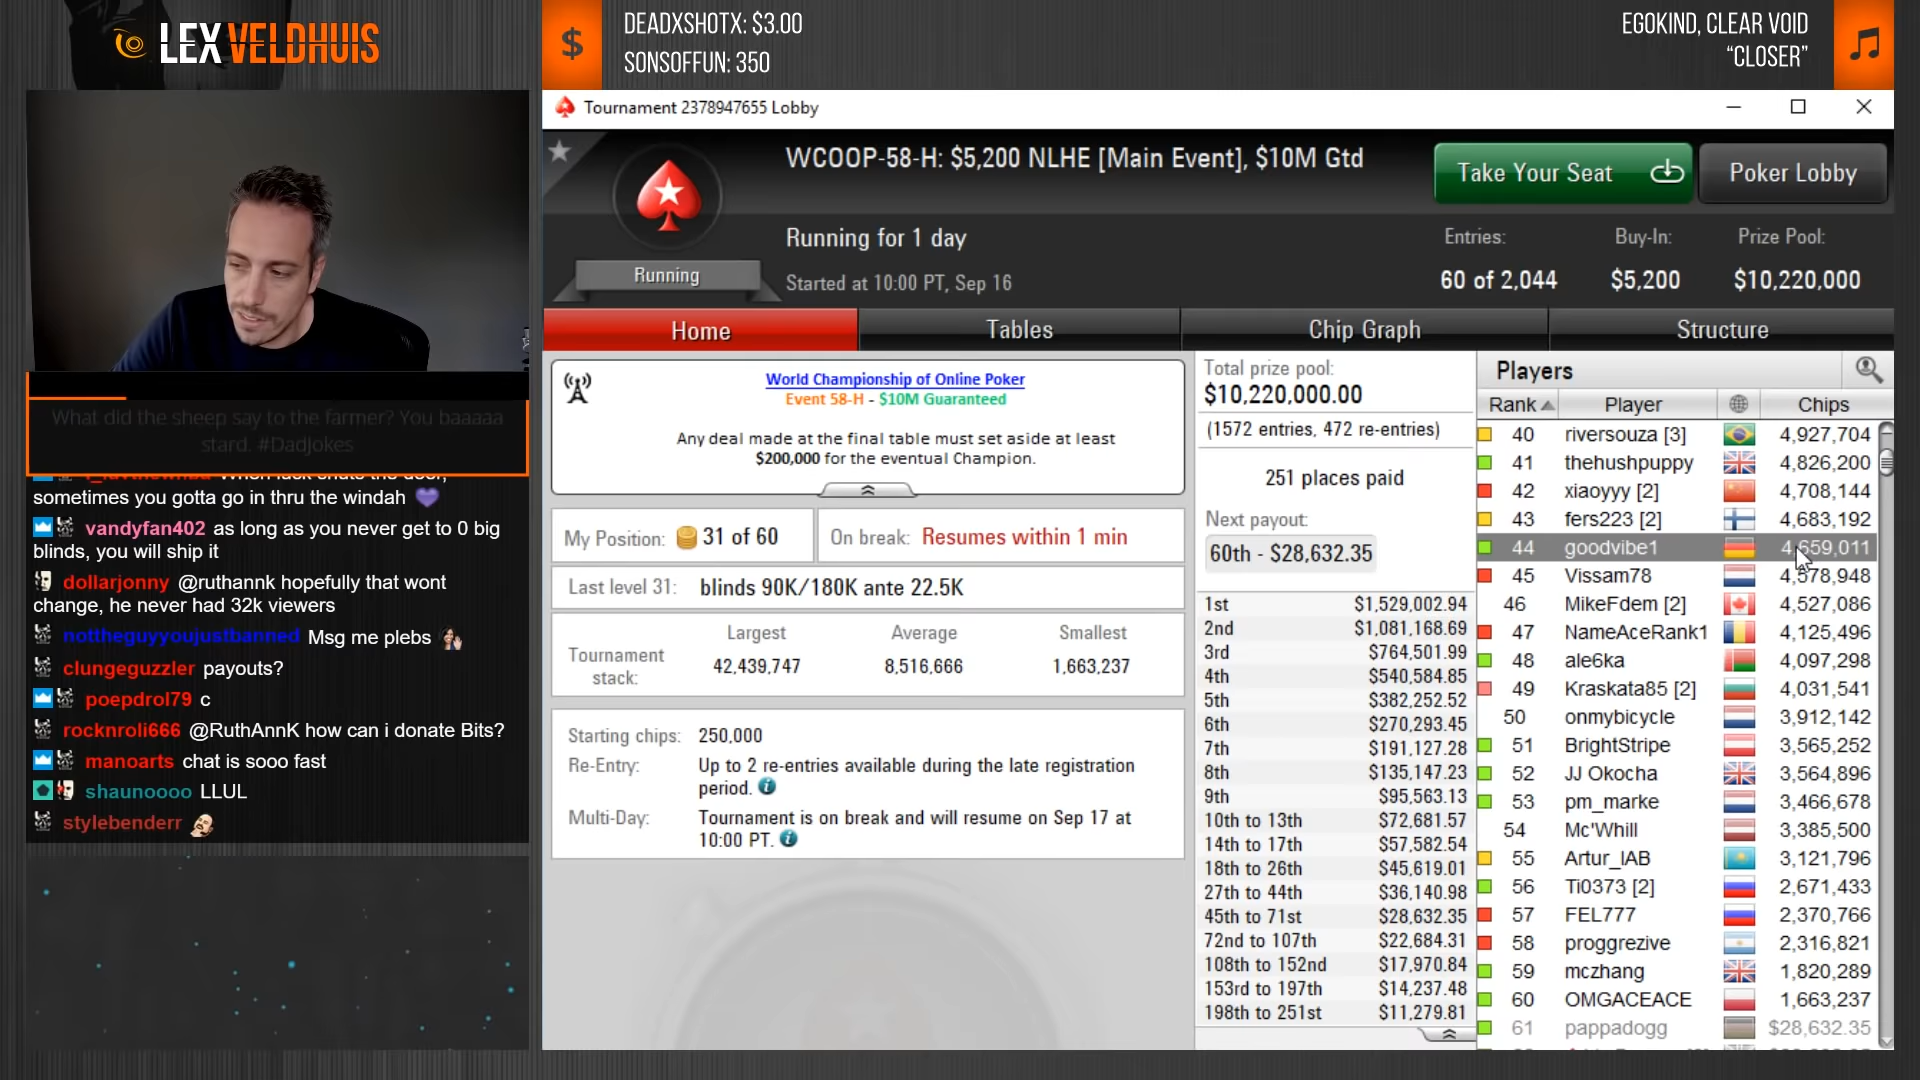 LEX VELDHUIS
$
DEADXSHOTX: $3.00
SONSOFFUN: 350
EGOKIND, CLEAR VOID
“CLOSER”
Tournament 2378947655 Lobby
WCOOP-58-H: $5,200 NLHE [Main Event], $10M Gtd
Take Your Seat
Poker Lobby
Running for 1 day
Started at 10:00 PT, Sep 16
Running
Entries: Buy-In: Prize Pool:
60 of 2,044 $5,200 $10,220,000
Home Tables Chip Graph Structure
World Championship of Online Poker
Event 58-H - $10M Guaranteed
Any deal made at the final table must set aside at least
$200,000 for the eventual Champion.
My Position: 31 of 60
On break: Resumes within 1 min
Last level 31: blinds 90K/180K ante 22.5K
Largest Average Smallest
Tournament
stack:
42,439,747 8,516,666 1,663,237
Starting chips: 250,000
Re-Entry: Up to 2 re-entries available during the late registration
period.
Multi-Day: Tournament is on break and will resume on Sep 17 at
10:00 PT.
Total prize pool:
$10,220,000.00
(1572 entries, 472 re-entries)
251 places paid
Next payout:
60th - $28,632.35
1st $1,529,002.94
2nd $1,081,168.69
3rd $764,501.99
4th $540,584.85
5th $382,252.52
6th $270,293.45
7th $191,127.28
8th $135,147.23
9th $95,563.13
10th to 13th $72,681.57
14th to 17th $57,582.54
18th to 26th $45,619.01
27th to 44th $36,140.98
45th to 71st $28,632.35
72nd to 107th $22,684.31
108th to 152nd $17,970.84
153rd to 197th $14,237.48
198th to 251st $11,279.81
Players
Rank Player Chips
40 riversouza [3] 4,927,704
41 thehushpuppy 4,826,200
42 xiaoyyy [2] 4,708,144
43 fers223 [2] 4,683,192
44 goodvibe1 4,659,011
45 Vissam78 4,578,948
46 MikeFdem [2] 4,527,086
47 NameAceRank1 4,125,496
48 ale6ka 4,097,298
49 Kraskata85 [2] 4,031,541
50 onmybicycle 3,912,142
51 BrightStripe 3,565,252
52 JJ Okocha 3,564,896
53 pm_marke 3,466,678
54 Mc'Whill 3,385,500
55 Artur_IAB 3,121,796
56 Ti0373 [2] 2,671,433
57 FEL777 2,370,766
58 proggrezive 2,316,821
59 mczhang 1,820,289
60 OMGACEACE 1,663,237
61 pappadogg $28,632.35
What did the sheep say to the farmer? You baaaaa
stard. #DadJokes
sometimes you gotta go in thru the windah
vandyfan402 as long as you never get to 0 big
blinds, you will ship it
dollarjonny @ruthannk hopefully that wont
change, he never had 32k viewers
nottheguyyoujustbanned Msg me plebs
clungeguzzler payouts?
poepdrol79 c
rocknroli666 @RuthAnnK how can i donate Bits?
manoarts chat is sooo fast
shaunoooo LLUL
stylebenderr